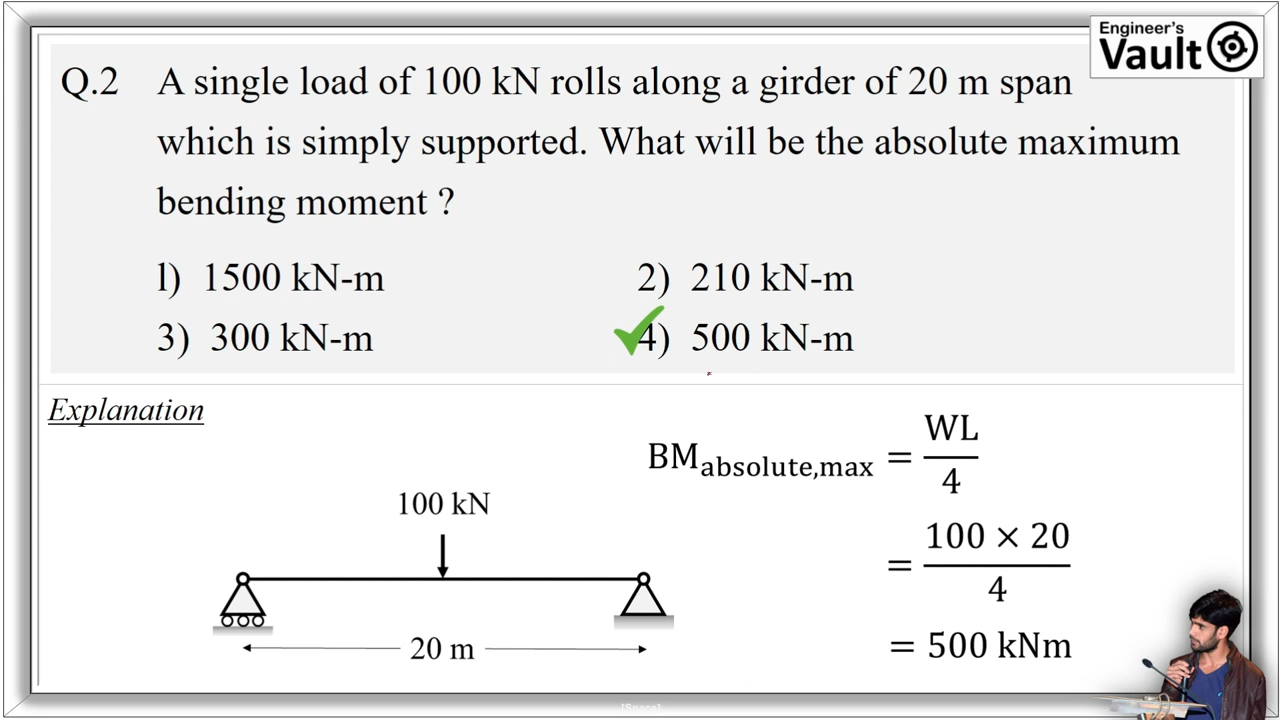 Engineer's
Vault
Q.2 A single load of 100 kN rolls along a girder of 20 m span
which is simply supported. What will be the absolute maximum
bending moment ?
l) 1500 kN-m 2) 210 kN-m
3) 300 kN-m 4) 500 kN-m
Explanation
BMabsolute,max = WL/4
100 kN
= 100 × 20/4
= 500 kNm
20 m
[Space]